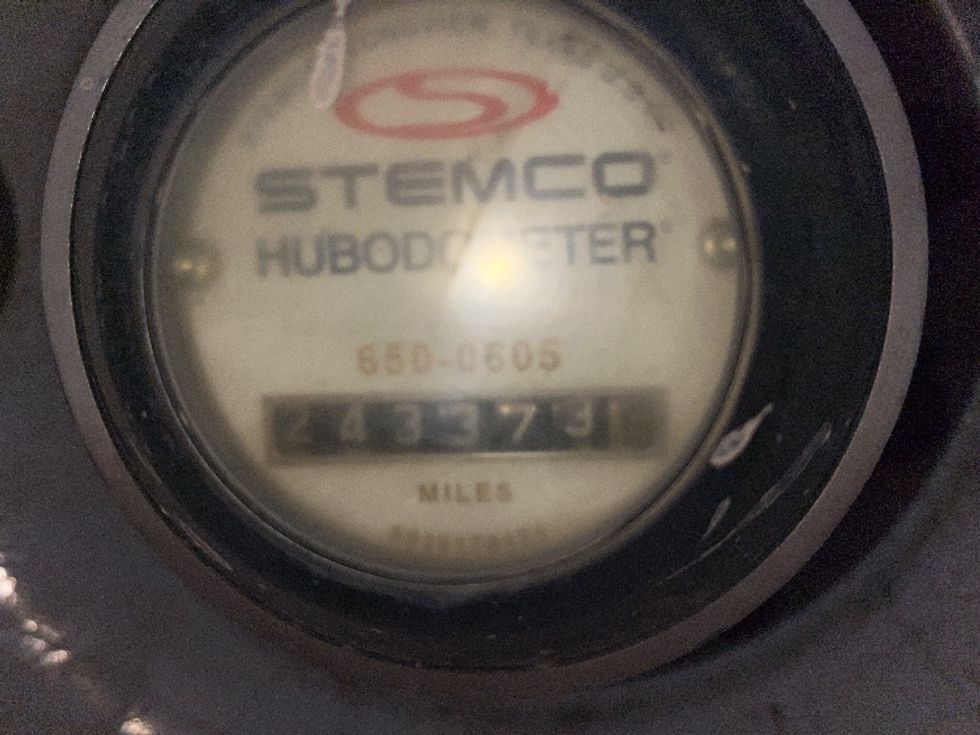 STEMCO
HUBODOMETER
650-0605
243373
MILES